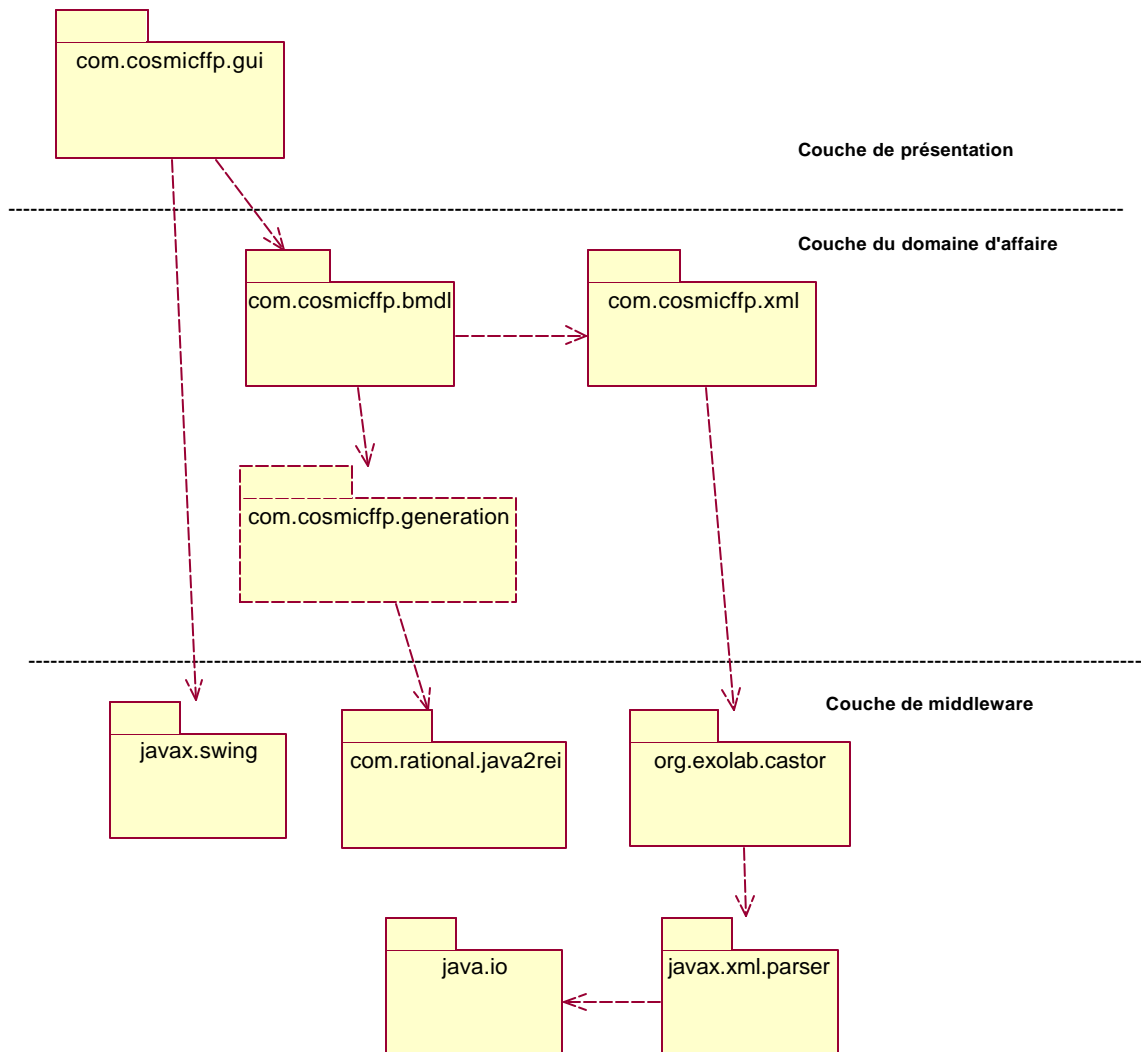 com.cosmicffp.gui
Couche de présentation
Couche du domaine d'affaire
com.cosmicffp.bmdl
com.cosmicffp.xml
com.cosmicffp.generation
Couche de middleware
javax.swing
com.rational.java2rei
org.exolab.castor
java.io
javax.xml.parser